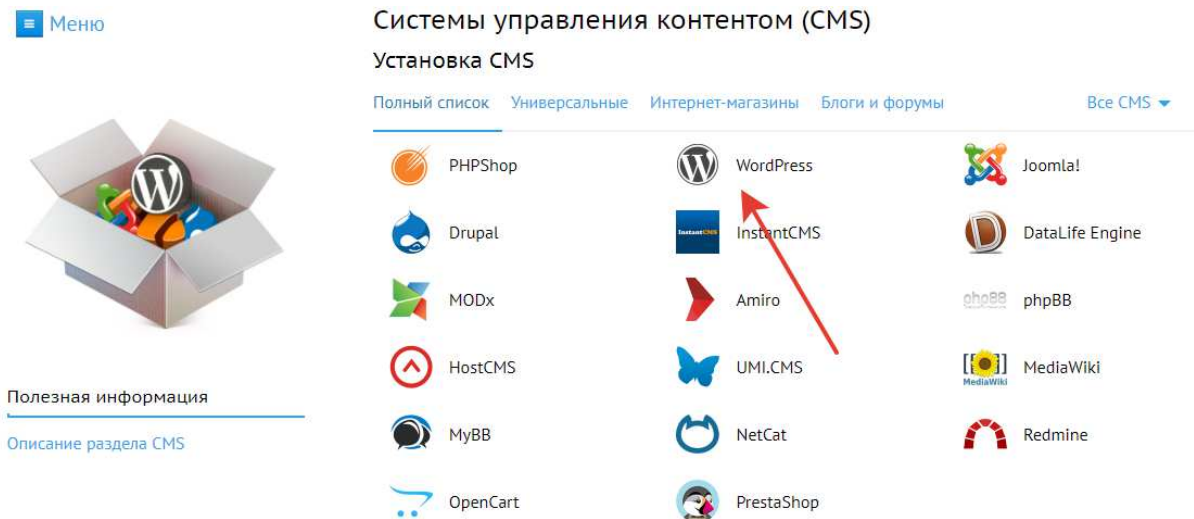 Меню
Системы управления контентом (CMS)
Установка CMS
Полный список Универсальные Интернет-магазины Блоги и форумы Все CMS
PHPShop WordPress Joomla!
Drupal InstantCMS InstantCMS DataLife Engine
MODx Amiro phpBB phpBB
HostCMS UMI.CMS [[ ]] MediaWiki MediaWiki
Полезная информация
Описание раздела CMS
MyBB NetCat Redmine
OpenCart PrestaShop